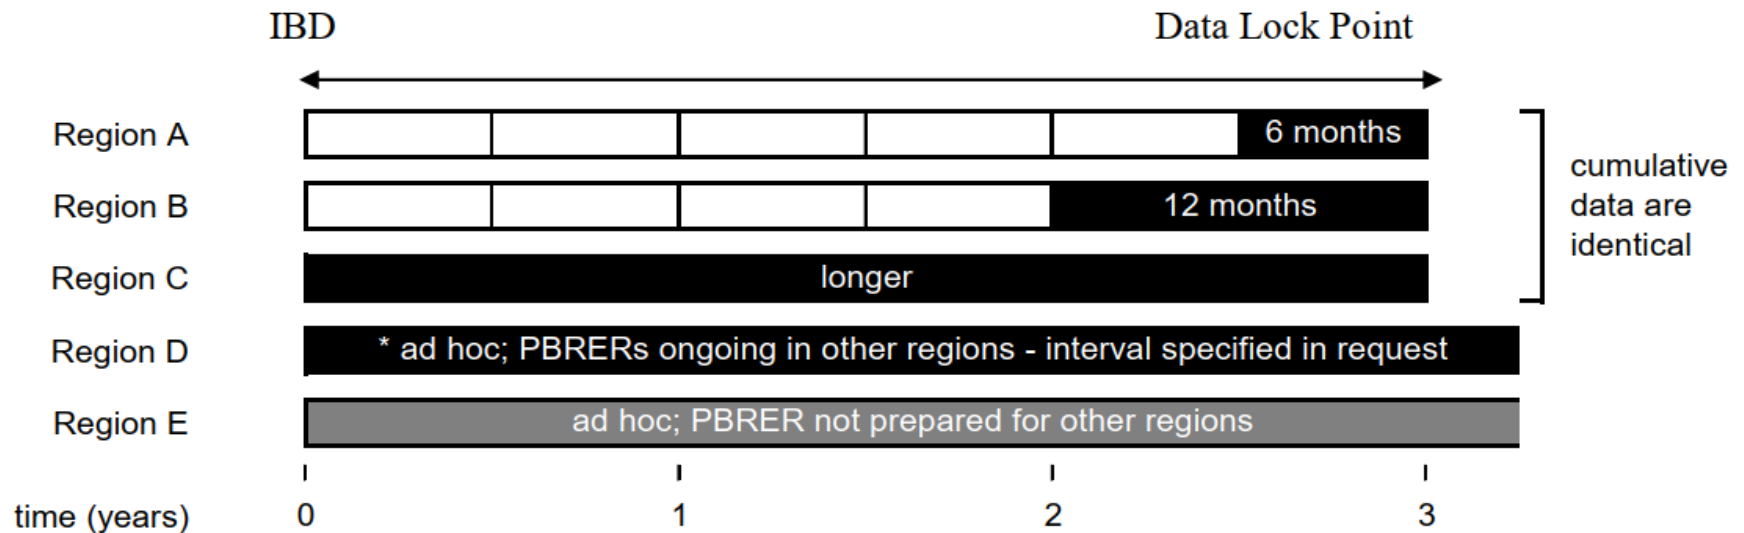 IBD
Data Lock Point
Region A
6 months
Region B
12 months
cumulative
data are
identical
Region C
longer
Region D
* ad hoc; PBRERs ongoing in other regions - interval specified in request
Region E
ad hoc; PBRER not prepared for other regions
time (years)
0
1
2
3